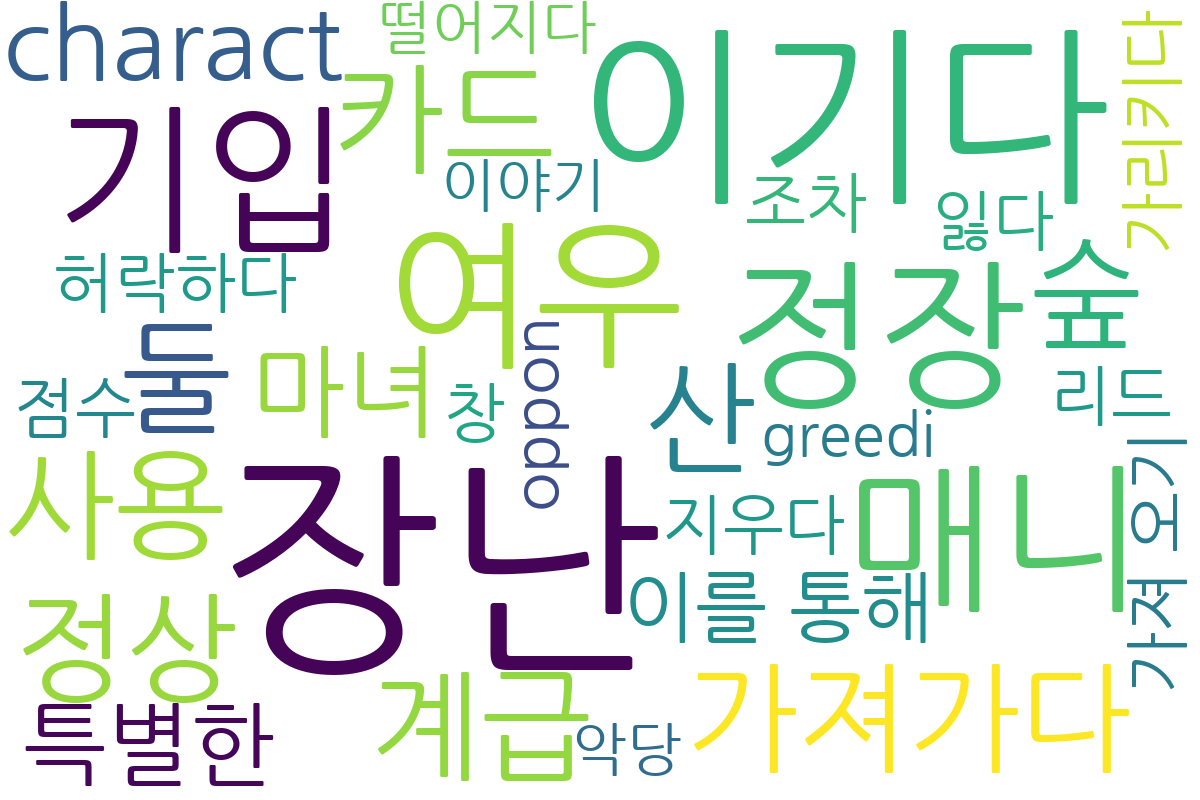 charact
떨어지다
이기다
가리키다
카드
기입
이야기
조차
잃다
허락하다
여우
정장
숲
둘
마녀
창
oppon
산
리드
점수
greedi
사용
장난
지우다
매니
가져 오기
이를 통해
정상
계급
가져가다
특별한
악당